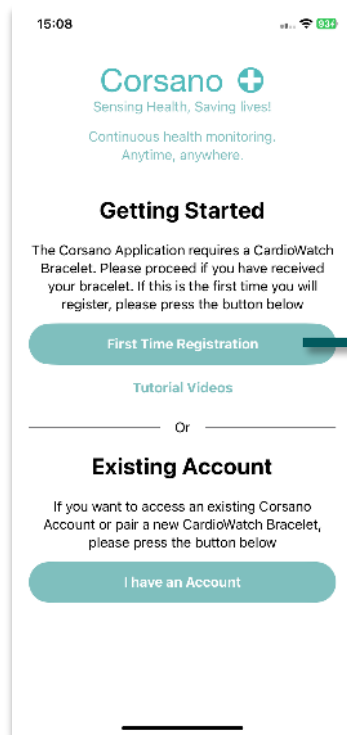 15:08
93
Corsano
Sensing Health, Saving lives!
Continuous health monitoring.
Anytime, anywhere.
Getting Started
The Corsano Application requires a CardioWatch
Bracelet. Please proceed if you have received
your bracelet. If this is the first time you will
register, please press the button below
First Time Registration
Tutorial Videos
Or
Existing Account
If you want to access an existing Corsano
Account or pair a new CardioWatch Bracelet,
please press the button below
I have an Account